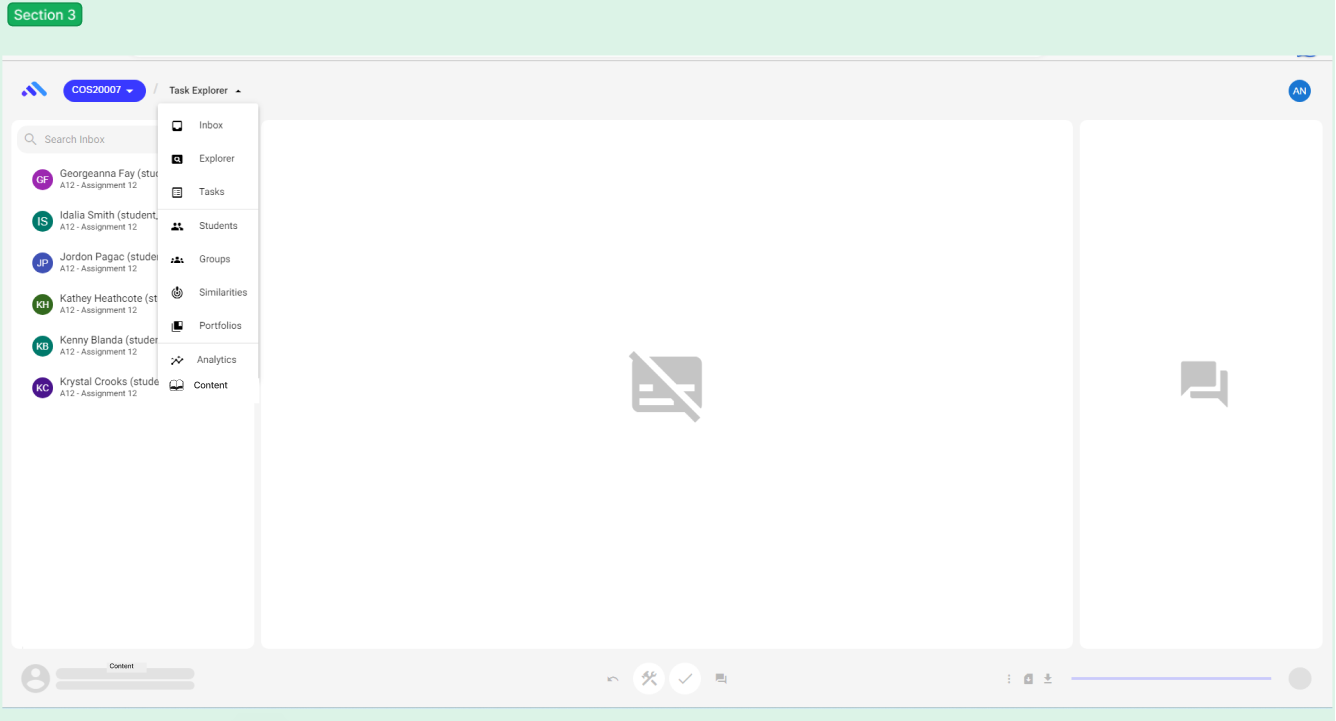 Section 3
COS20007
/
Task Explorer
AN
Search Inbox
Inbox
Explorer
Tasks
Students
Groups
Similarities
Portfolios
Analytics
Content
GF
Georgeanna Fay (stud
A12 - Assignment 12
IS
Idalia Smith (student,
A12 - Assignment 12
JP
Jordon Pagac (studen
A12 - Assignment 12
KH
Kathey Heathcote (st
A12 - Assignment 12
KB
Kenny Blanda (studen
A12 - Assignment 12
KC
Krystal Crooks (stude
A12 - Assignment 12
Content